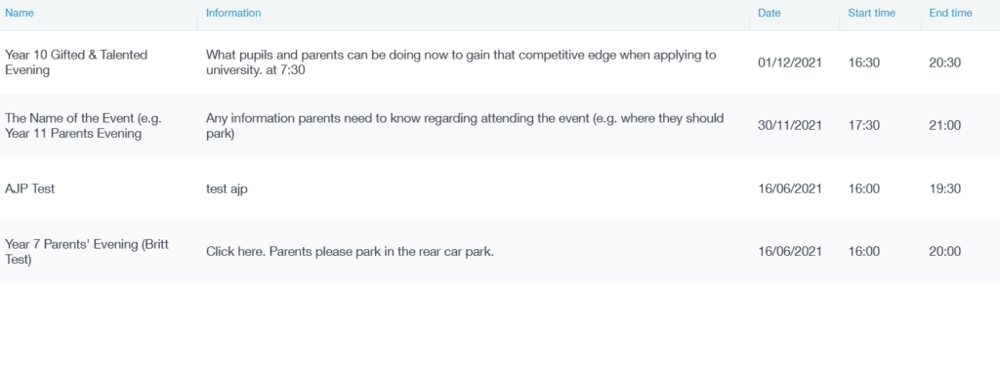 Name Information Date Start time End time
Year 10 Gifted & Talented
Evening
What pupils and parents can be doing now to gain that competitive edge when applying to
university. at 7:30
01/12/2021 16:30 20:30
The Name of the Event (e.g.
Year 11 Parents Evening
Any information parents need to know regarding attending the event (e.g. where they should
park)
30/11/2021 17:30 21:00
AJP Test test ajp 16/06/2021 16:00 19:30
Year 7 Parents' Evening (Britt
Test)
Click here. Parents please park in the rear car park.
16/06/2021 16:00 20:00